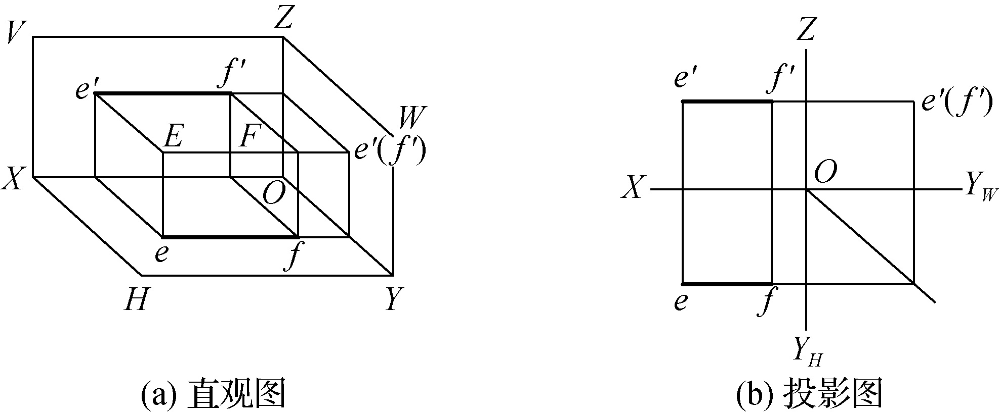 V Z
f'
e'
W
E F
e'(f')
X
O
e f
H Y
(a) 直观图
Z
e' f'
e'(f')
O
X Y_W
e f
Y_H
(b) 投影图